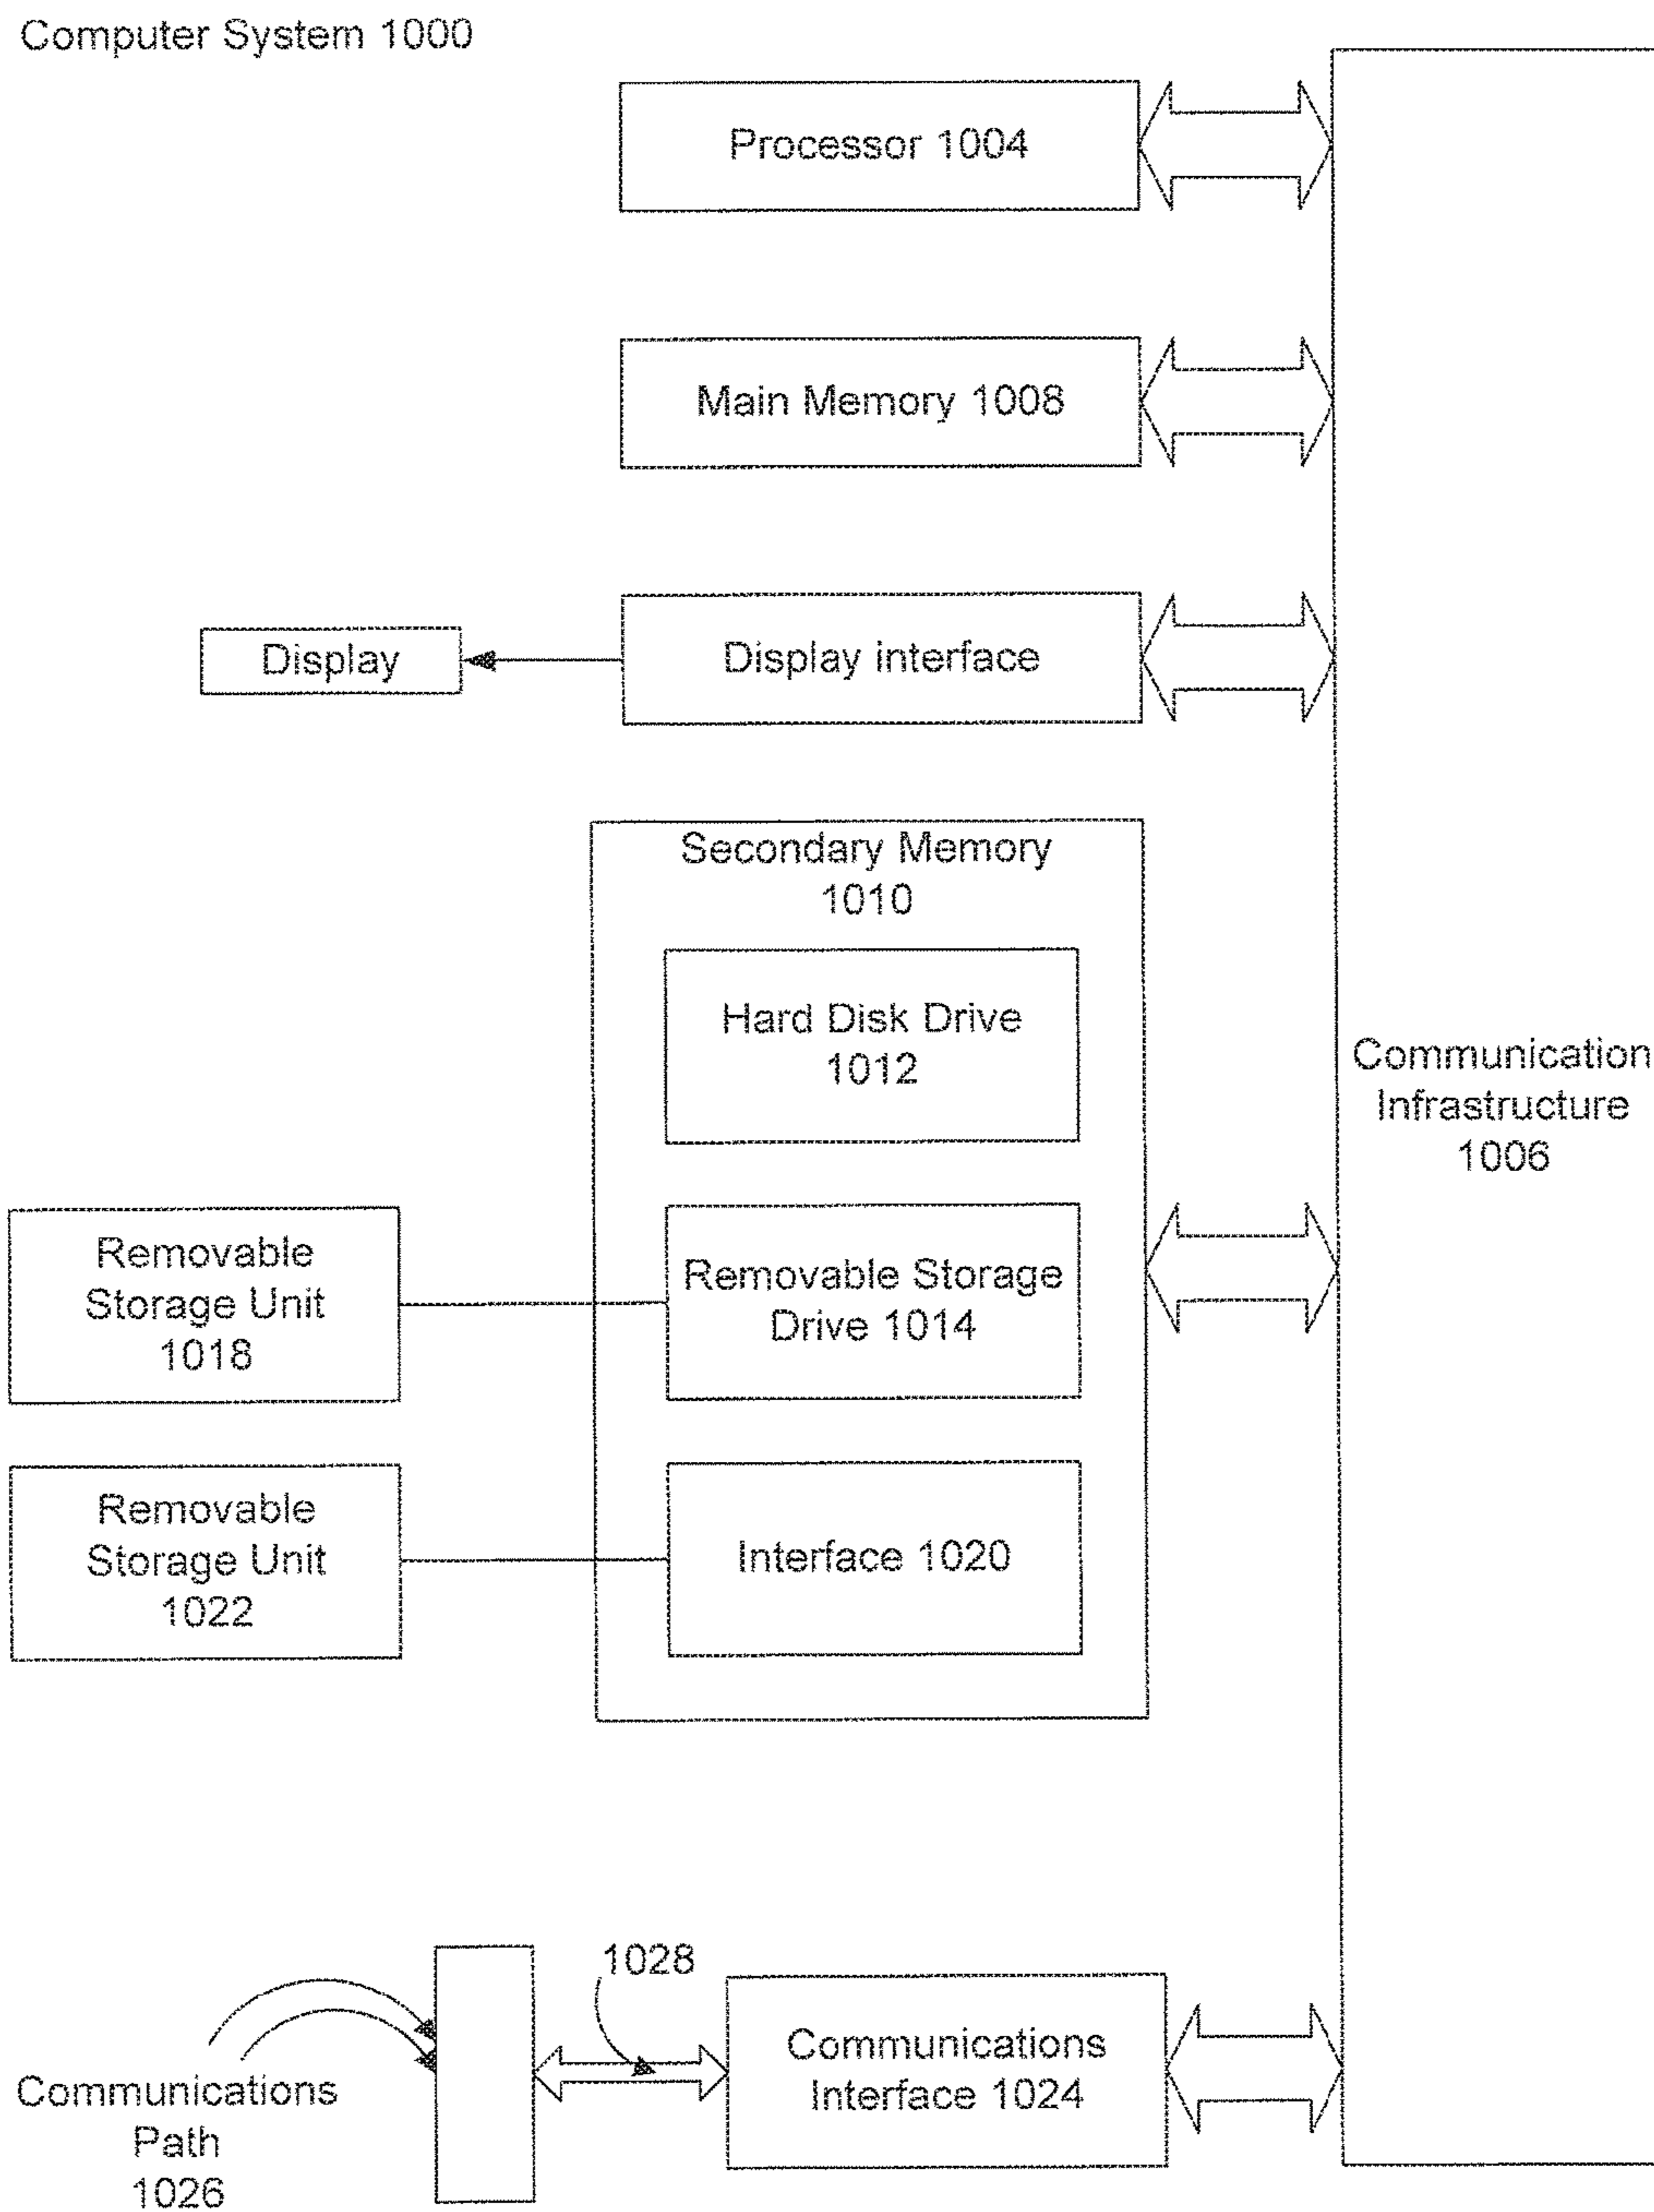 Computer System 1000
Processor 1004
Main Memory 1008
Display
Display interface
Secondary Memory
1010
Hard Disk Drive
1012
Communication
Infrastructure
1006
Removable
Storage Unit
1018
Removable Storage
Drive 1014
Removable
Storage Unit
1022
Interface 1020
1028
Communications
Interface 1024
Communications
Path
1026